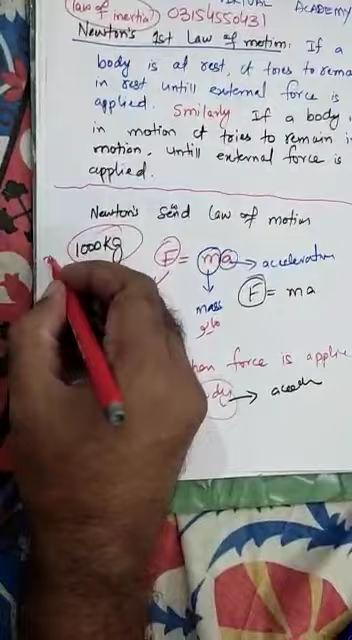 ACADEMY
(law of inertia) 03154550431
Newton's 1st Law of motion: If a
body is at rest, it tries to rema
in rest untill external force is
applied. Similarly If a body i
in motion it tries to remain i
motion, untill external force is
applied.
Newton's Second law of motion
1000kg
F = ma → acceleration
F = ma
mass
when force is applie